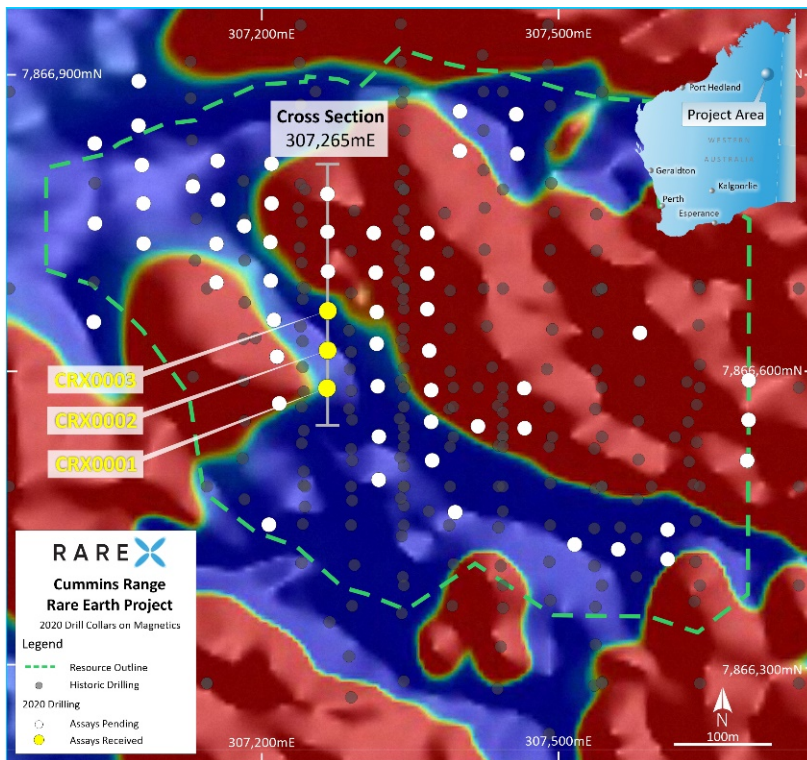 307,200mE
307,500mE
7,866,900mN
Port Hedland
Project Area
WESTERN
AUSTRALIA
Geraldton
Kalgoorlie
Perth
Esperance
Cross Section
307,265mE
CRX0003
CRX0002
CRX0001
7,866,600mN
RAREX
Cummins Range
Rare Earth Project
2020 Drill Collars on Magnetics
Legend
Resource Outline
Historic Drilling
2020 Drilling
Assays Pending
Assays Received
7,866,300mN
N
100m
307,200mE
307,500mE